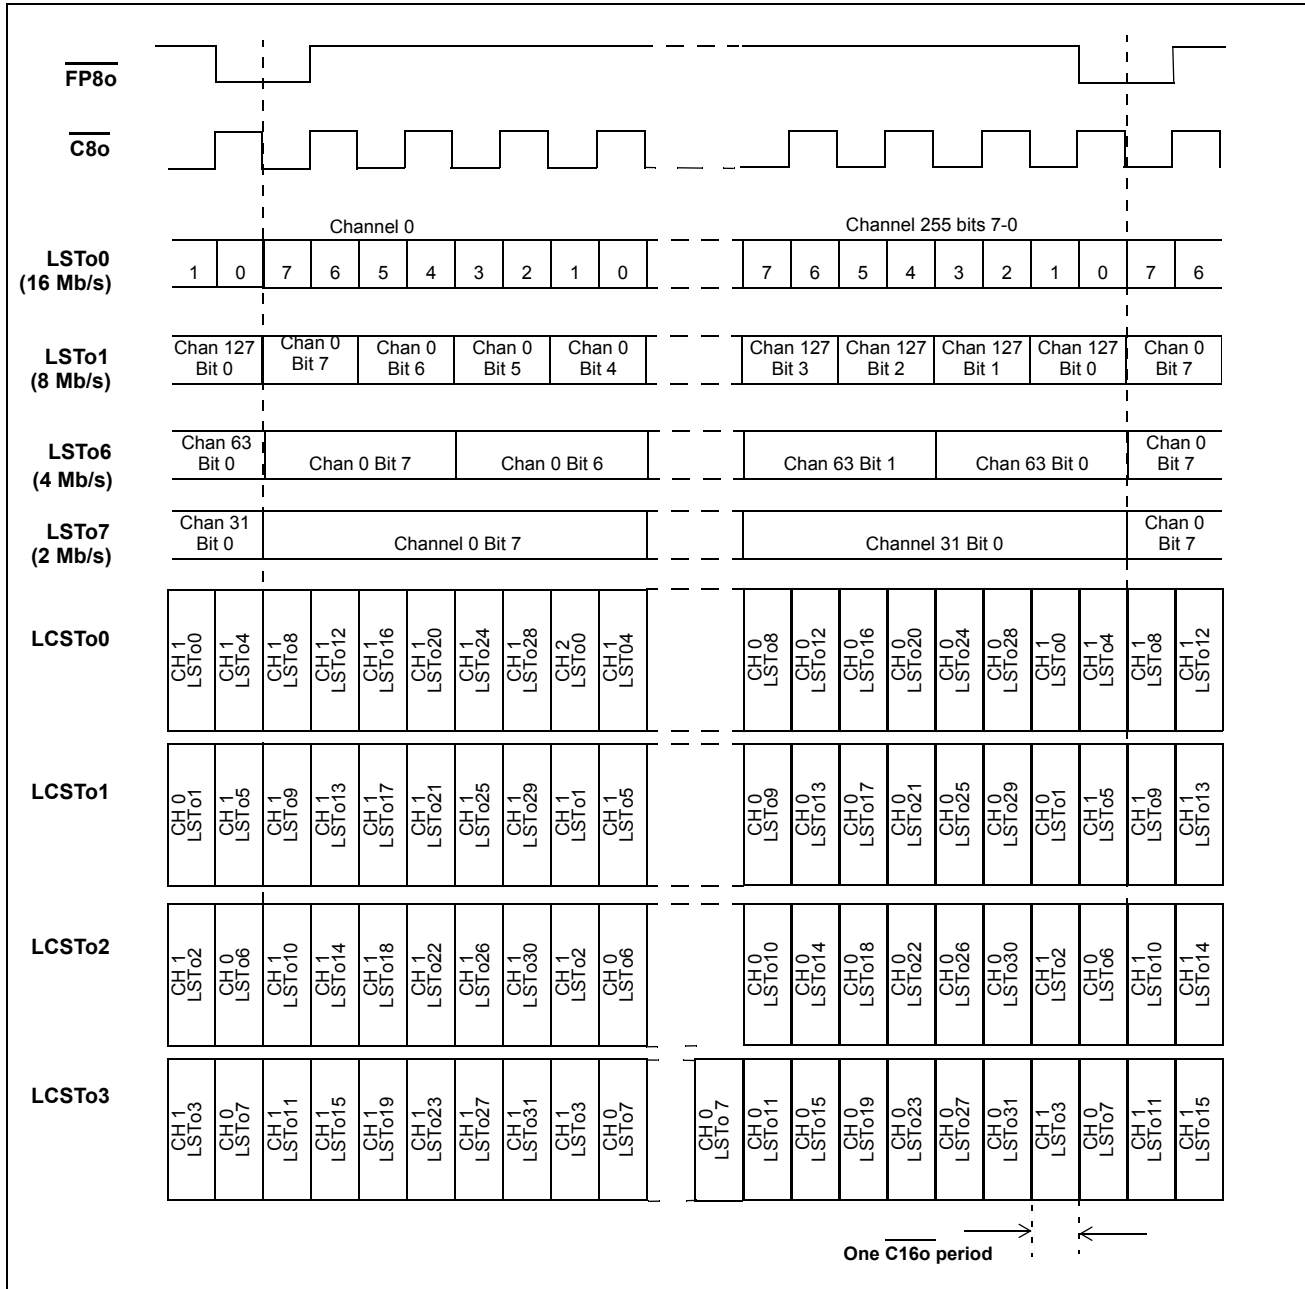 FP8o
C8o
Channel 0
Channel 255 bits 7-0
LSTo0
(16 Mb/s)
1 0 7 6 5 4 3 2 1 0 7 6 5 4 3 2 1 0 7 6
LSTo1
(8 Mb/s)
Chan 127 Chan 0 Chan 0 Chan 0 Chan 0 Chan 127 Chan 127 Chan 127 Chan 127 Chan 0
Bit 0 Bit 7 Bit 6 Bit 5 Bit 4 Bit 3 Bit 2 Bit 1 Bit 0 Bit 7
LSTo6
(4 Mb/s)
Chan 63
Bit 0
Chan 0 Bit 7
Chan 0 Bit 6
Chan 63 Bit 1
Chan 63 Bit 0
Chan 0
Bit 7
LSTo7
(2 Mb/s)
Chan 31
Bit 0
Channel 0 Bit 7
Channel 31 Bit 0
Chan 0
Bit 7
LCSTo0
CH 1 LSTo0
CH 1 LSTo4
CH 1 LSTo8
CH 1 LSTo12
CH 1 LSTo16
CH 1 LSTo20
CH 1 LSTo24
CH 1 LSTo28
CH 2 LSTo0
CH 1 LST04
CH 0 LSTo8
CH 0 LSTo12
CH 0 LSTo16
CH 0 LSTo20
CH 0 LSTo24
CH 0 LSTo28
CH 1 LSTo0
CH 1 LSTo4
CH 1 LSTo8
CH 1 LSTo12
LCSTo1
CH 0 LSTo1
CH 1 LSTo5
CH 1 LSTo9
CH 1 LSTo13
CH 1 LSTo17
CH 1 LSTo21
CH 1 LSTo25
CH 1 LSTo29
CH 1 LSTo1
CH 1 LSTo5
CH 0 LSTo9
CH 0 LSTo13
CH 0 LSTo17
CH 0 LSTo21
CH 0 LSTo25
CH 0 LSTo29
CH 0 LSTo1
CH 1 LSTo5
CH 1 LSTo9
CH 1 LSTo13
LCSTo2
CH 1 LSTo2
CH 0 LSTo6
CH 1 LSTo10
CH 1 LSTo14
CH 1 LSTo18
CH 1 LSTo22
CH 1 LSTo26
CH 1 LSTo30
CH 1 LSTo2
CH 0 LSTo6
CH 0 LSTo10
CH 0 LSTo14
CH 0 LSTo18
CH 0 LSTo22
CH 0 LSTo26
CH 0 LSTo30
CH 1 LSTo2
CH 0 LSTo6
CH 1 LSTo10
CH 1 LSTo14
LCSTo3
CH 1 LSTo3
CH 0 LSTo7
CH 1 LSTo11
CH 1 LSTo15
CH 1 LSTo19
CH 1 LSTo23
CH 1 LSTo27
CH 1 LSTo31
CH 1 LSTo3
CH 0 LSTo7
CH 0 LSTo 7
CH 0 LSTo11
CH 0 LSTo15
CH 0 LSTo19
CH 0 LSTo23
CH 0 LSTo27
CH 0 LSTo31
CH 1 LSTo3
CH 0 LSTo7
CH 1 LSTo11
CH 1 LSTo15
One C16o period